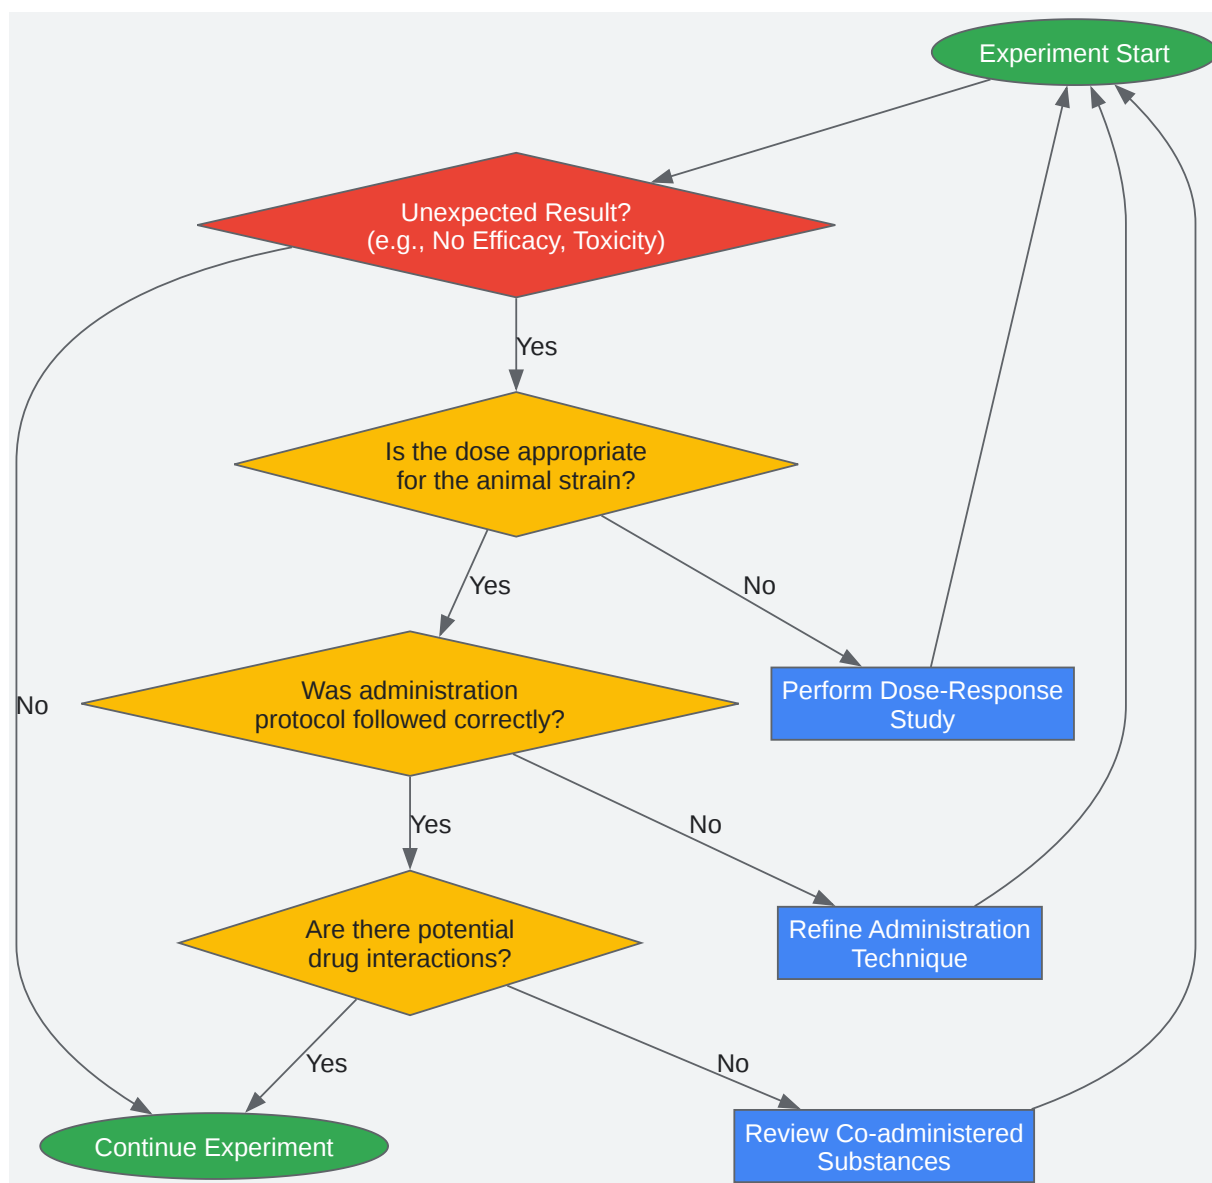 Experiment Start
Unexpected Result?
(e.g., No Efficacy, Toxicity)
Yes
Is the dose appropriate
for the animal strain?
Yes
No
Was administration
protocol followed correctly?
Perform Dose-Response
Study
No
Yes
No
Are there potential
drug interactions?
Refine Administration
Technique
Yes
No
Continue Experiment
Review Co-administered
Substances